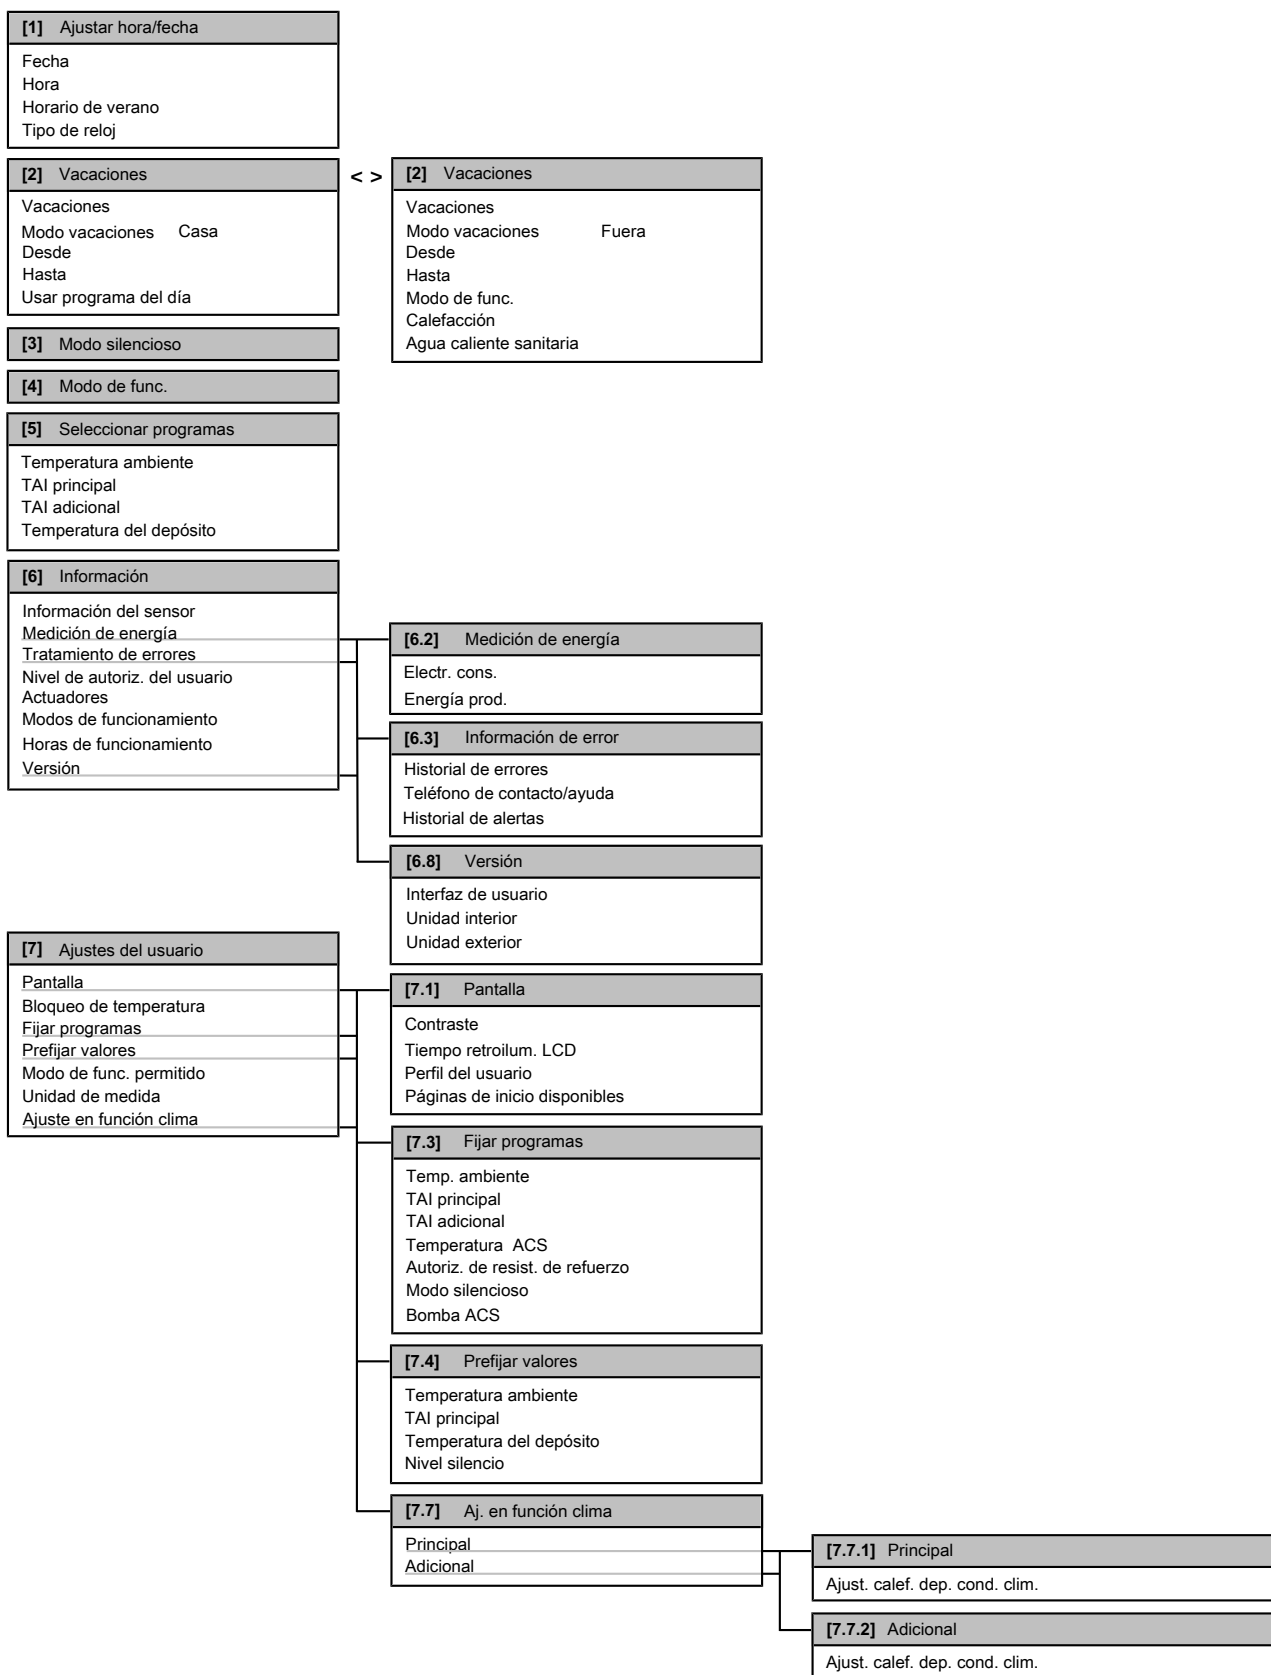 [1] Ajustar hora/fecha
Fecha
Hora
Horario de verano
Tipo de reloj
[2] Vacaciones
Vacaciones
Modo vacaciones Casa
Desde
Hasta
Usar programa del día
< >
[2] Vacaciones
Vacaciones
Modo vacaciones Fuera
Desde
Hasta
Modo de func.
Calefacción
Agua caliente sanitaria
[3] Modo silencioso
[4] Modo de func.
[5] Seleccionar programas
Temperatura ambiente
TAI principal
TAI adicional
Temperatura del depósito
[6] Información
Información del sensor
Medición de energía
Tratamiento de errores
Nivel de autoriz. del usuario
Actuadores
Modos de funcionamiento
Horas de funcionamiento
Versión
[6.2] Medición de energía
Electr. cons.
Energía prod.
[6.3] Información de error
Historial de errores
Teléfono de contacto/ayuda
Historial de alertas
[6.8] Versión
Interfaz de usuario
Unidad interior
Unidad exterior
[7] Ajustes del usuario
Pantalla
Bloqueo de temperatura
Fijar programas
Prefijar valores
Modo de func. permitido
Unidad de medida
Ajuste en función clima
[7.1] Pantalla
Contraste
Tiempo retroilum. LCD
Perfil del usuario
Páginas de inicio disponibles
[7.3] Fijar programas
Temp. ambiente
TAI principal
TAI adicional
Temperatura ACS
Autoriz. de resist. de refuerzo
Modo silencioso
Bomba ACS
[7.4] Prefijar valores
Temperatura ambiente
TAI principal
Temperatura del depósito
Nivel silencio
[7.7] Aj. en función clima
Principal
Adicional
[7.7.1] Principal
Ajust. calef. dep. cond. clim.
[7.7.2] Adicional
Ajust. calef. dep. cond. clim.